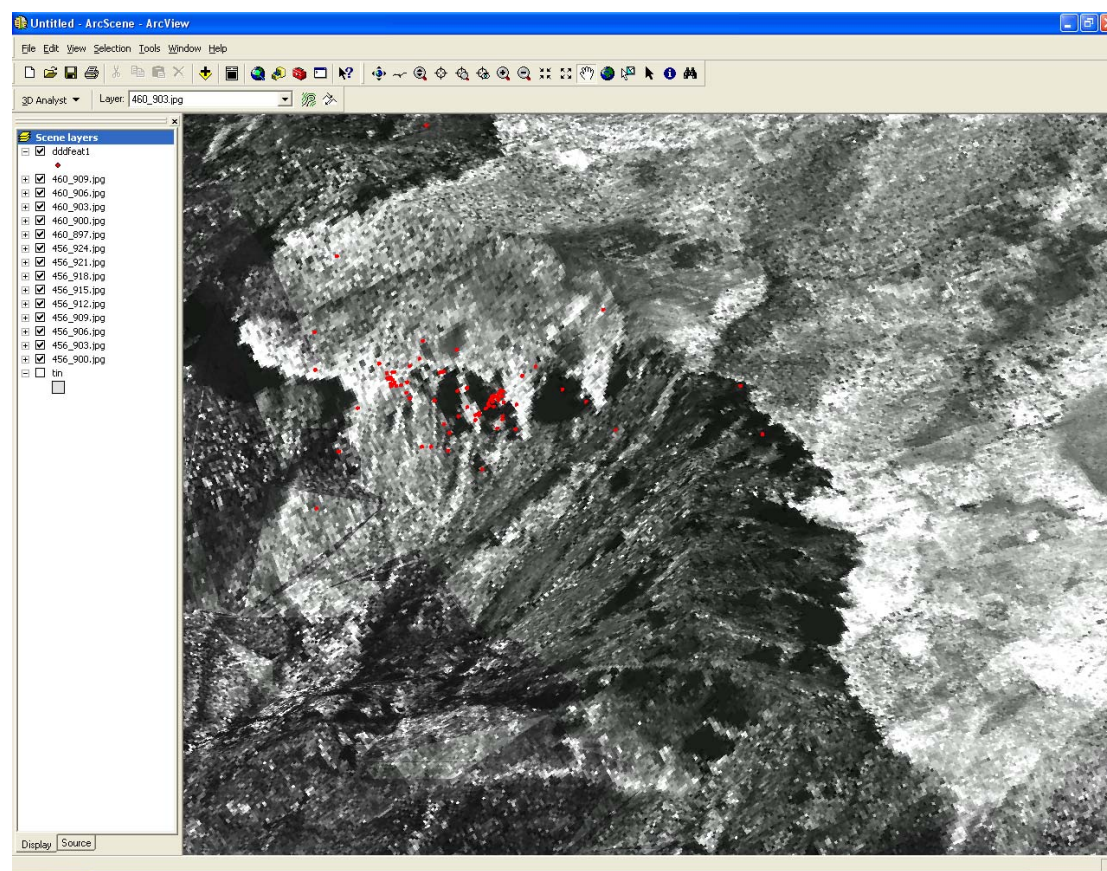 Untitled - ArcScene - ArcView
File Edit View Selection Tools Window Help
3D Analyst Layer: 460_903.jpg
Scene layers
dddfeat1
460_909.jpg
460_906.jpg
460_903.jpg
460_900.jpg
460_897.jpg
456_924.jpg
456_921.jpg
456_918.jpg
456_915.jpg
456_912.jpg
456_909.jpg
456_906.jpg
456_903.jpg
456_900.jpg
tin
Display Source